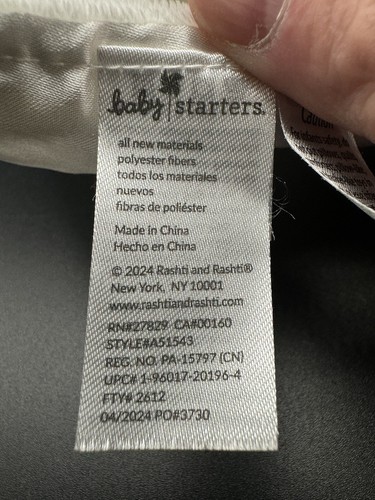 baby starters®
all new materials
polyester fibers
todos los materiales
nuevos
fibras de poliéster
Made in China
Hecho en China
© 2024 Rashti and Rashti®
New York, NY 10001
www.rashtiandrashti.com
RN#27829 CA#00160
STYLE#A51543
REG. NO. PA-15797 (CN)
UPC# 1-96017-20196-4
FTY# 2612
04/2024 PO#3730